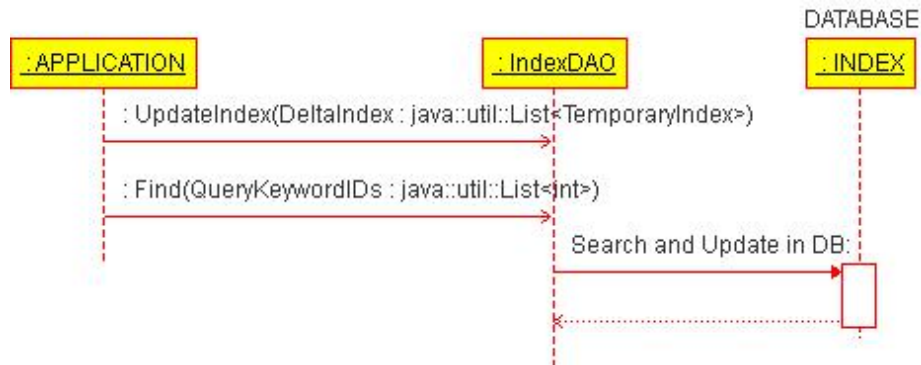 DATABASE
: APPLICATION
: IndexDAO
: INDEX
: UpdateIndex(DeltaIndex : java::util::List<TemporaryIndex>)
: Find(QueryKeywordIDs : java::util::List<int>)
Search and Update in DB: